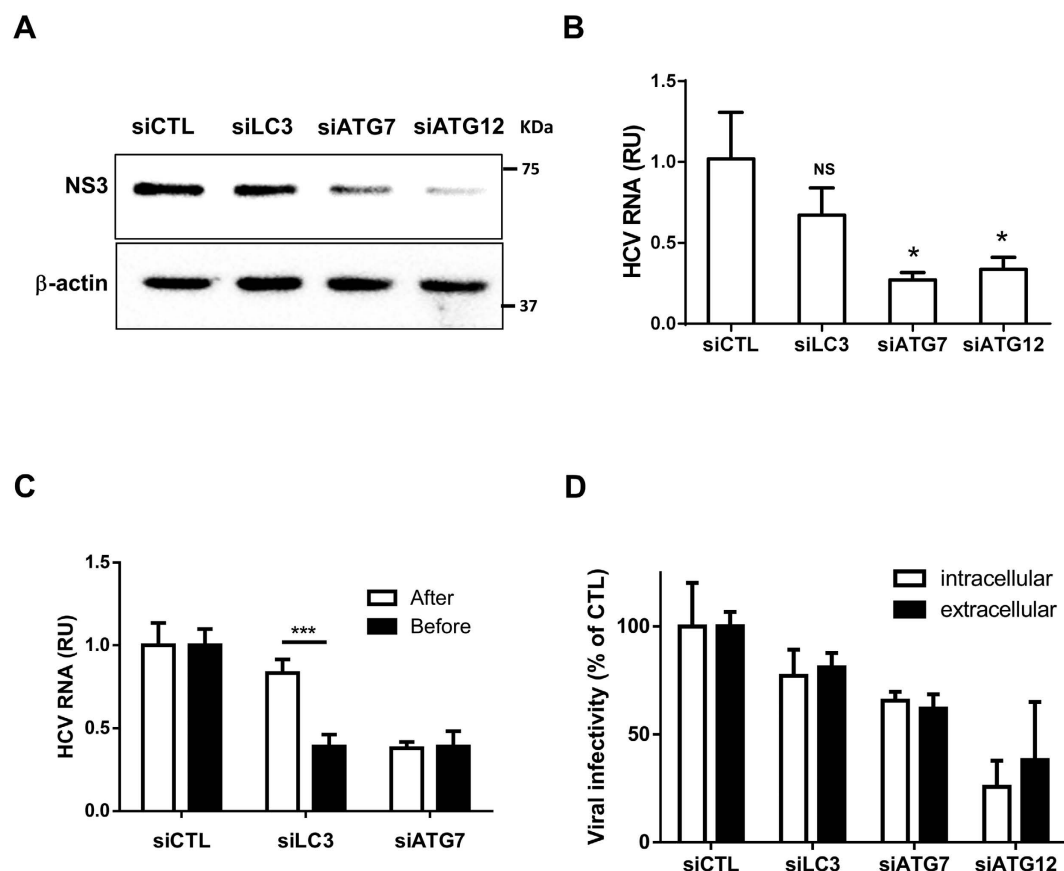 A
siCTL siLC3 siATG7 siATG12 KDa
NS3
75
β-actin
37
B
HCV RNA (RU)
1.5
1.0
0.5
0.0
NS
*
*
siCTL siLC3 siATG7 siATG12
C
HCV RNA (RU)
1.5
1.0
0.5
0.0
After
Before
***
siCTL siLC3 siATG7
D
Viral infectivity (% of CTL)
100
50
0
intracellular
extracellular
siCTL siLC3 siATG7 siATG12